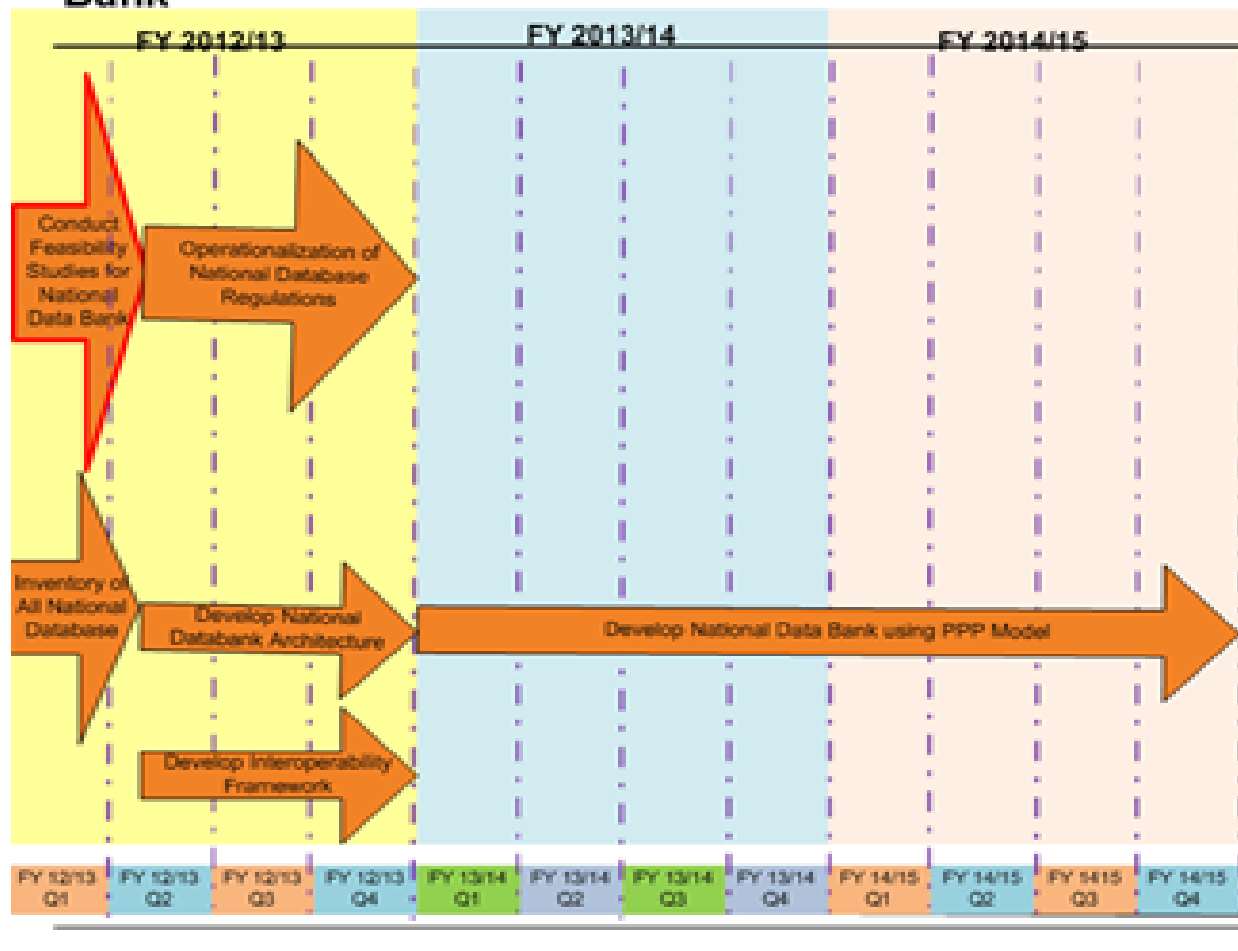 Bank
FY 2012/13
FY 2013/14
FY 2014/15
Conduct
Feasibility
Studies for
National
Data Bank
Operationalization of
National Database
Regulations
Inventory of
All National
Database
Develop National
Databank Architecture
Develop National Data Bank using PPP Model
Develop Interoperability
Framework
FY 12/13
Q1
FY 12/13
Q2
FY 12/13
Q3
FY 12/13
Q4
FY 13/14
Q1
FY 13/14
Q2
FY 13/14
Q3
FY 13/14
Q4
FY 14/15
Q1
FY 14/15
Q2
FY 1415
Q3
FY 14/15
Q4